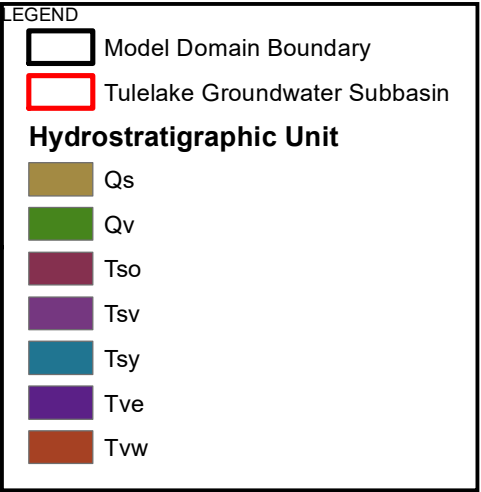 LEGEND
Model Domain Boundary
Tulelake Groundwater Subbasin
Hydrostratigraphic Unit
Qs
Qv
Tso
Tsv
Tsy
Tve
Tvw